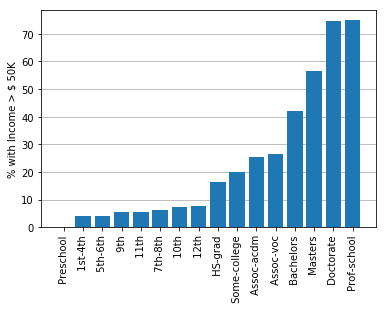 % with Income > $ 50K
70
60
50
40
30
20
10
0
Preschool
1st-4th
5th-6th
9th
11th
7th-8th
10th
12th
HS-grad
Some-college
Assoc-acdm
Assoc-voc
Bachelors
Masters
Doctorate
Prof-school